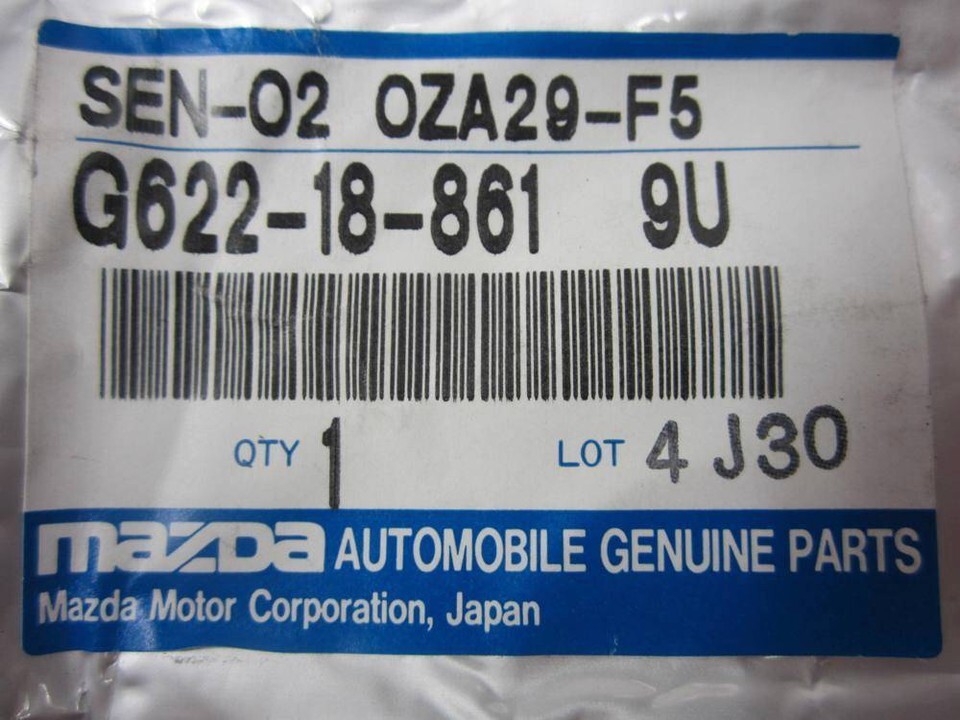 SEN-O2 OZA29-F5
G622-18-861 9U
QTY 1 LOT 4 J30
mazda AUTOMOBILE GENUINE PARTS
Mazda Motor Corporation, Japan